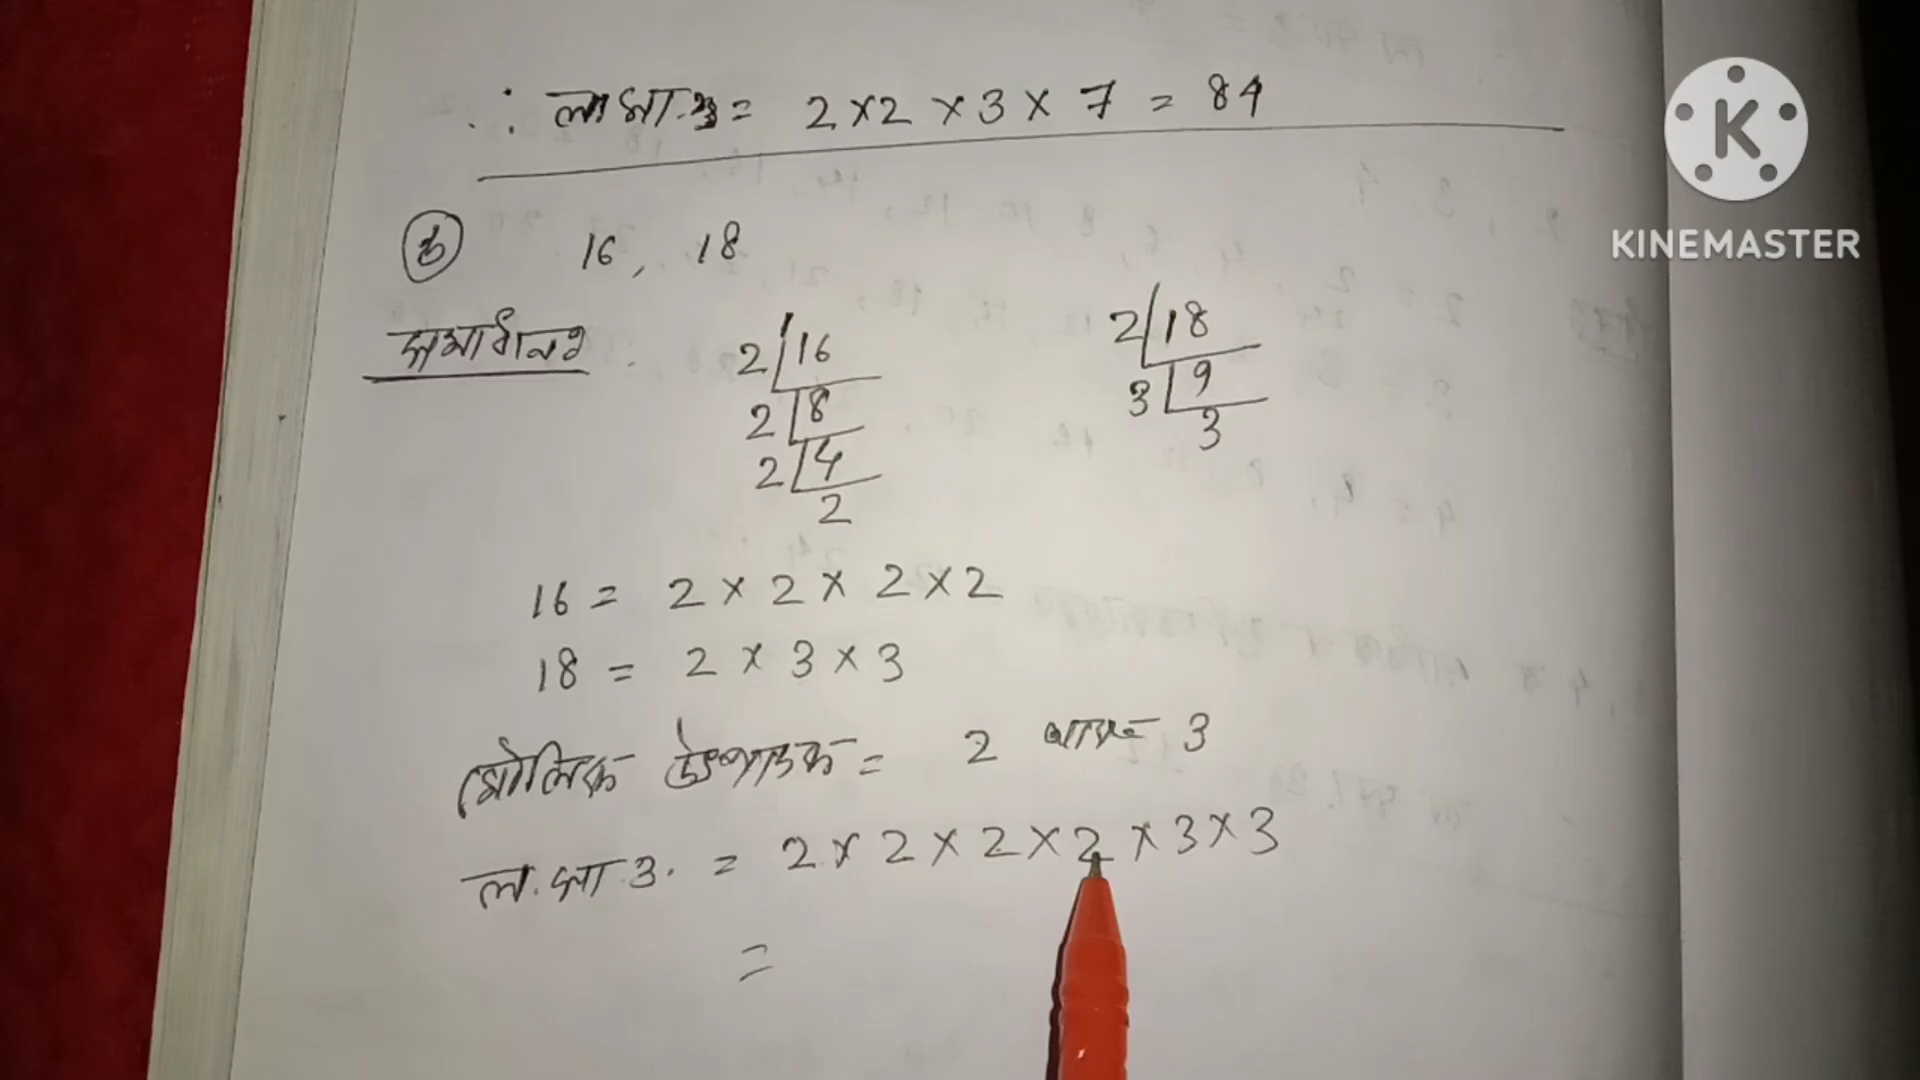 ∴ ল.সা.গু = 2 × 2 × 3 × 7 = 84
16, 18
সমাধানঃ
2 | 16
2 | 8
2 | 4
2
2 | 18
3 | 9
3
16 = 2 × 2 × 2 × 2
18 = 2 × 3 × 3
মৌলিক উৎপাদক = 2 আৰু 3
ল.সা.গু. = 2 × 2 × 2 × 2 × 3 × 3
=
K
KINEMASTER